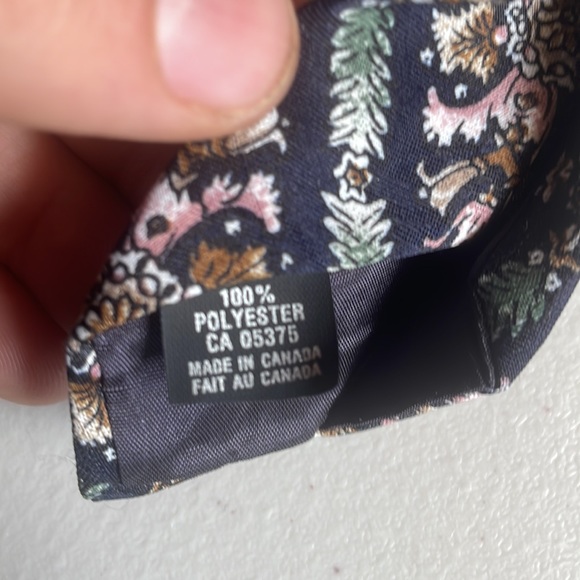 100%
POLYESTER
CA 05375
MADE IN CANADA
FAIT AU CANADA